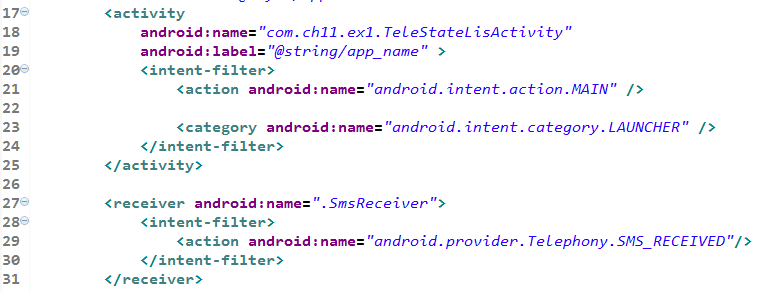 17 <activity
18 android:name="com.ch11.ex1.TeleStateLisActivity"
19 android:label="@string/app_name" >
20 <intent-filter>
21 <action android:name="android.intent.action.MAIN" />
22
23 <category android:name="android.intent.category.LAUNCHER" />
24 </intent-filter>
25 </activity>
26
27 <receiver android:name=".SmsReceiver">
28 <intent-filter>
29 <action android:name="android.provider.Telephony.SMS_RECEIVED"/>
30 </intent-filter>
31 </receiver>